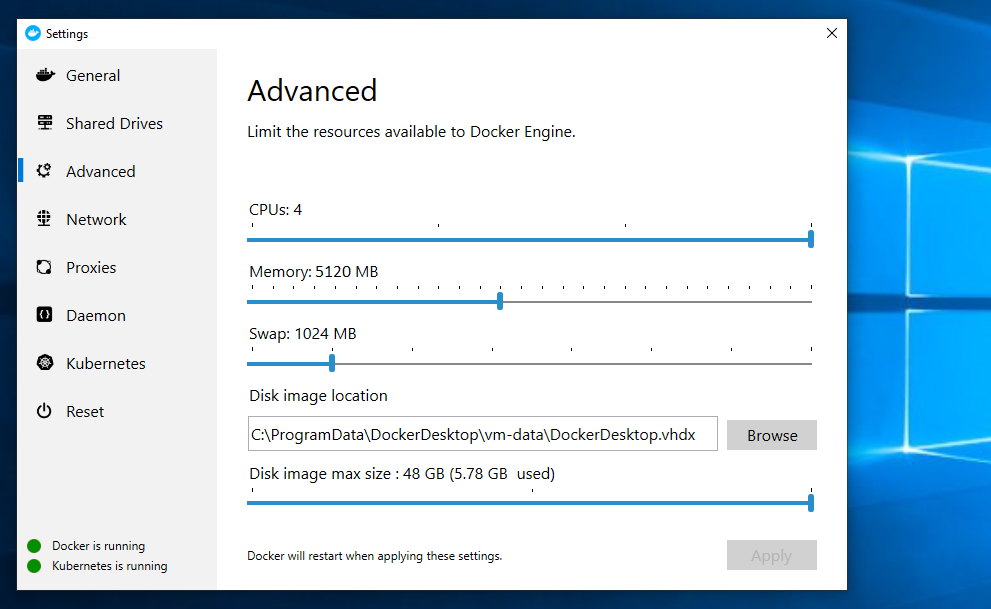 Settings
General
Shared Drives
Advanced
Network
Proxies
Daemon
Kubernetes
Reset
Docker is running
Kubernetes is running
Advanced
Limit the resources available to Docker Engine.
CPUs: 4
Memory: 5120 MB
Swap: 1024 MB
Disk image location
C:\ProgramData\DockerDesktop\vm-data\DockerDesktop.vhdx
Browse
Disk image max size : 48 GB (5.78 GB  used)
Docker will restart when applying these settings.
Apply